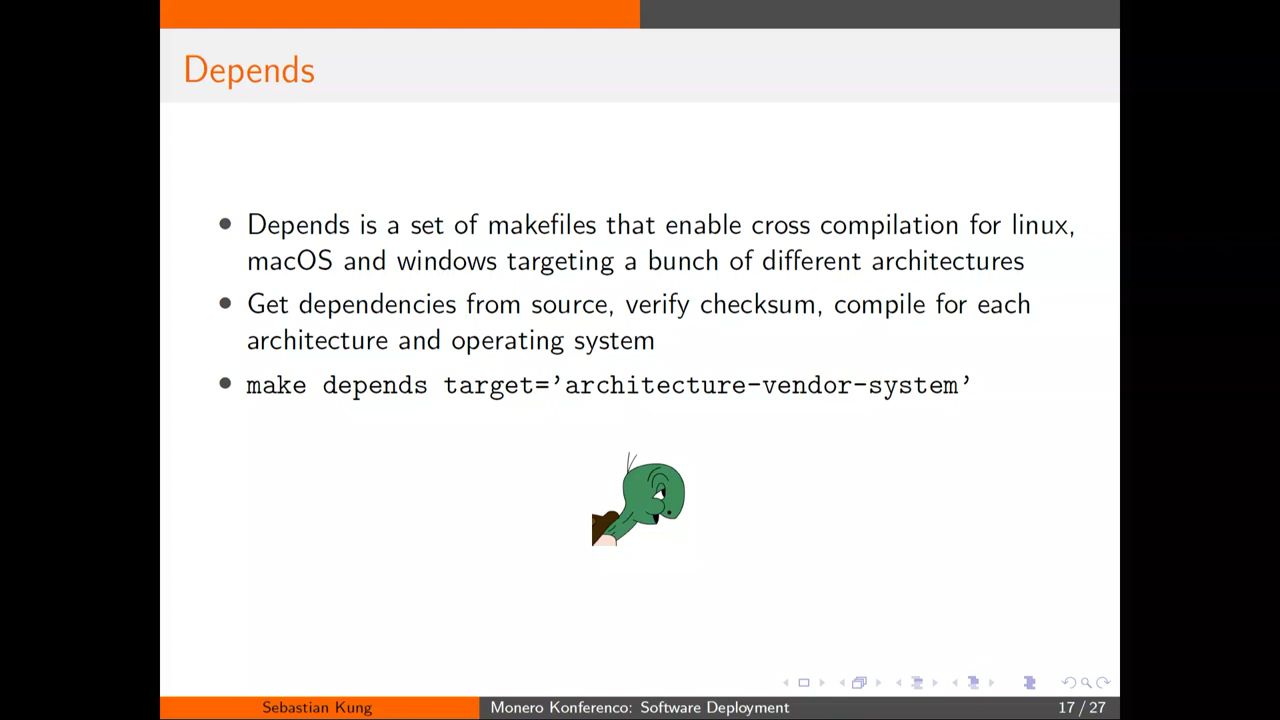 Depends
• Depends is a set of makefiles that enable cross compilation for linux,
macOS and windows targeting a bunch of different architectures
• Get dependencies from source, verify checksum, compile for each
architecture and operating system
• make depends target='architecture-vendor-system'
Sebastian Kung
Monero Konferenco: Software Deployment
17 / 27